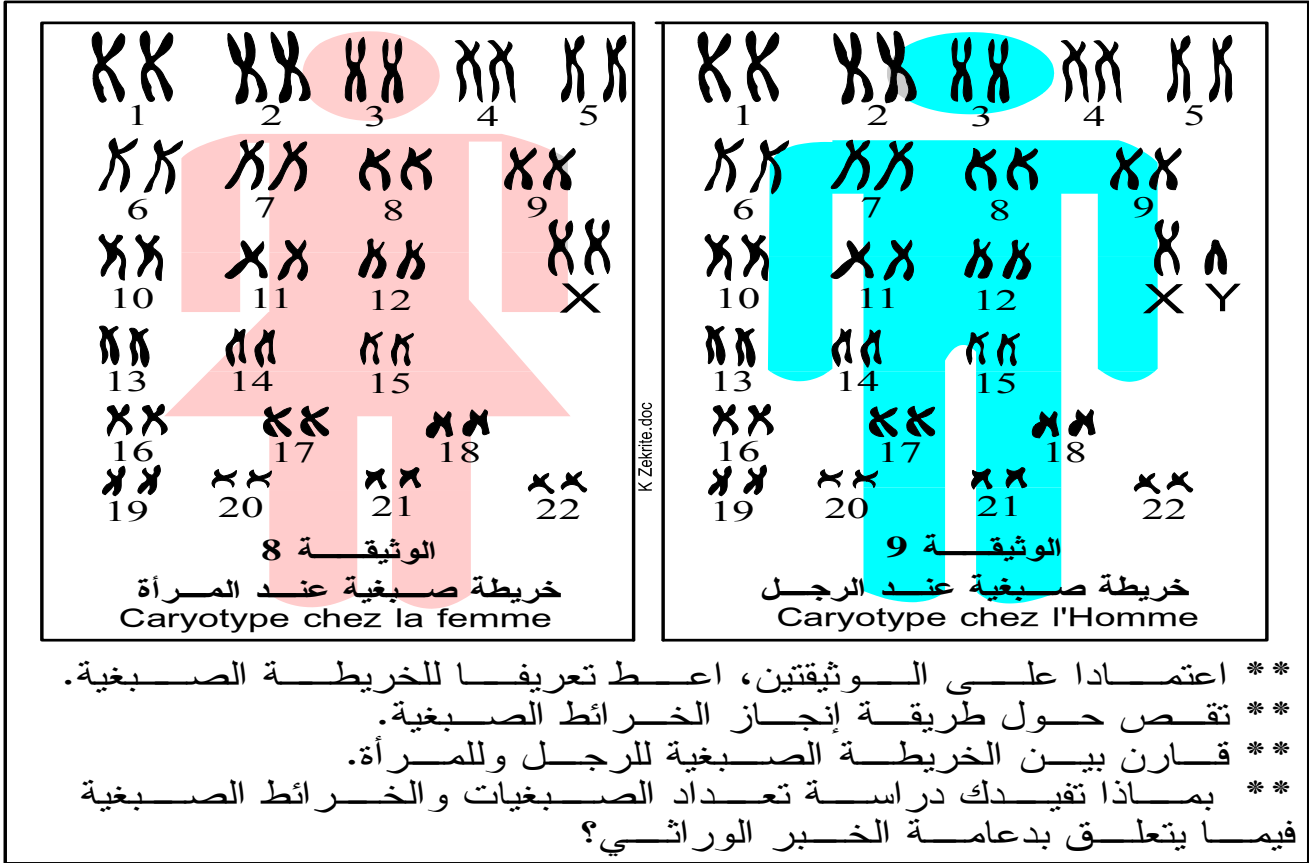 1 2 3 4 5
6 7 8 9
10 11 12 X
13 14 15
16 17 18
19 20 21 22
الوثيقة 8
خريطة صبغية عند المرأة
Caryotype chez la femme
K Zekrite.doc
1 2 3 4 5
6 7 8 9
10 11 12 X Y
13 14 15
16 17 18
19 20 21 22
الوثيقة 9
خريطة صبغية عند الرجل
Caryotype chez l'Homme
** اعتمادا على الوثيقتين، اعط تعريفا للخريطة الصبغية.
** تقص حول طريقة إنجاز الخرائط الصبغية.
** قارن بين الخريطة الصبغية للرجل وللمرأة.
** بماذا تفيدك دراسة تعداد الصبغيات والخرائط الصبغية
فيما يتعلق بدعامة الخبر الوراثي؟